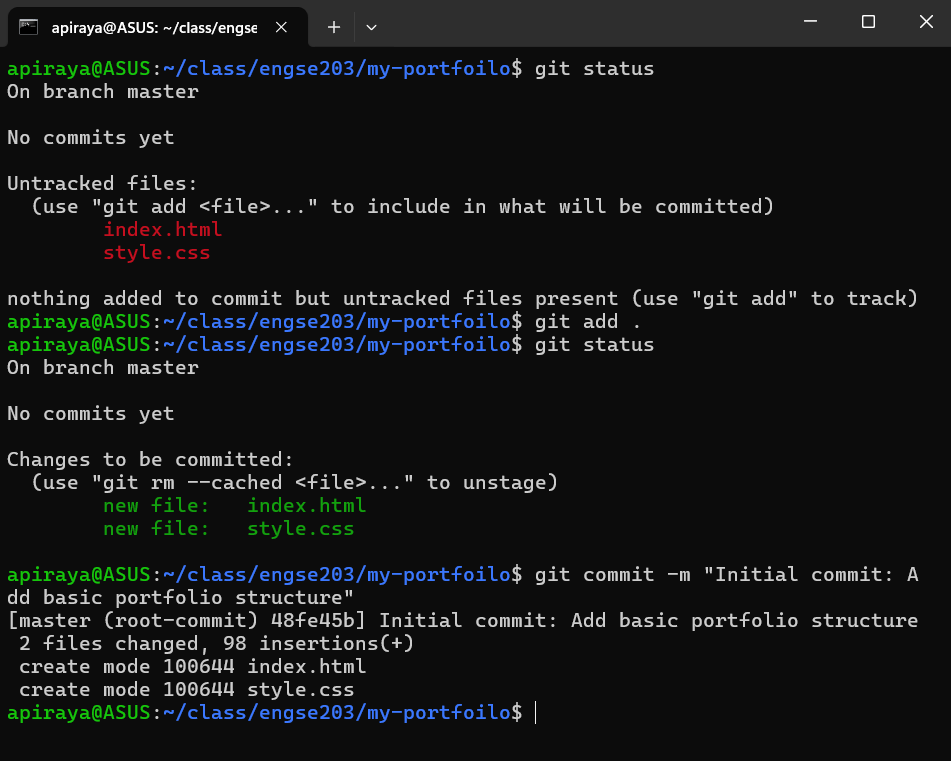 apiraya@ASUS: ~/class/engse
apiraya@ASUS:~/class/engse203/my-portfoilo$ git status
On branch master
No commits yet
Untracked files:
  (use "git add <file>..." to include in what will be committed)
        index.html
        style.css
nothing added to commit but untracked files present (use "git add" to track)
apiraya@ASUS:~/class/engse203/my-portfoilo$ git add .
apiraya@ASUS:~/class/engse203/my-portfoilo$ git status
On branch master
No commits yet
Changes to be committed:
  (use "git rm --cached <file>..." to unstage)
        new file:   index.html
        new file:   style.css
apiraya@ASUS:~/class/engse203/my-portfoilo$ git commit -m "Initial commit: A
dd basic portfolio structure"
[master (root-commit) 48fe45b] Initial commit: Add basic portfolio structure
 2 files changed, 98 insertions(+)
 create mode 100644 index.html
 create mode 100644 style.css
apiraya@ASUS:~/class/engse203/my-portfoilo$